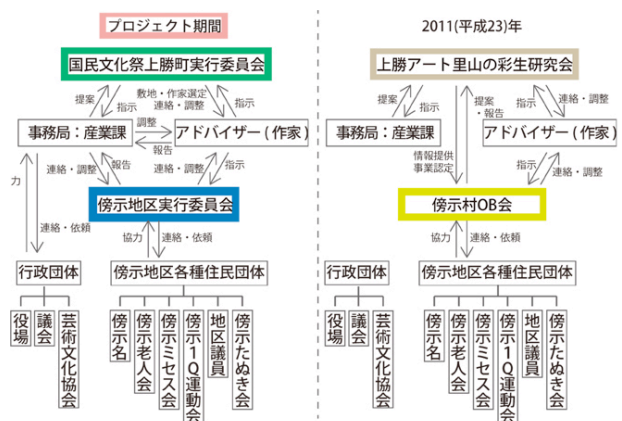 プロジェクト期間
国民文化祭上勝町実行委員会
提案
指示
敷地・作家選定
連絡・調整
指示
事務局：産業課
調整
報告
アドバイザー(作家)
連絡・調整
報告
連絡・調整
指示
力
連絡・依頼
傍示地区実行委員会
協力
連絡・依頼
行政団体
傍示地区各種住民団体
役場
議会
芸術文化協会
傍示名
傍示老人会
傍示ミセス会
傍示1Q運動会
地区議員
傍示たぬき会
2011(平成23)年
上勝アート里山の彩生研究会
提案
指示
提案
・報告
指示
連絡・調整
事務局：産業課
アドバイザー(作家)
情報提供
事業認定
指示
連絡・調整
傍示村OB会
協力
連絡・依頼
行政団体
傍示地区各種住民団体
役場
議会
芸術文化協会
傍示名
傍示老人会
傍示ミセス会
傍示1Q運動会
地区議員
傍示たぬき会